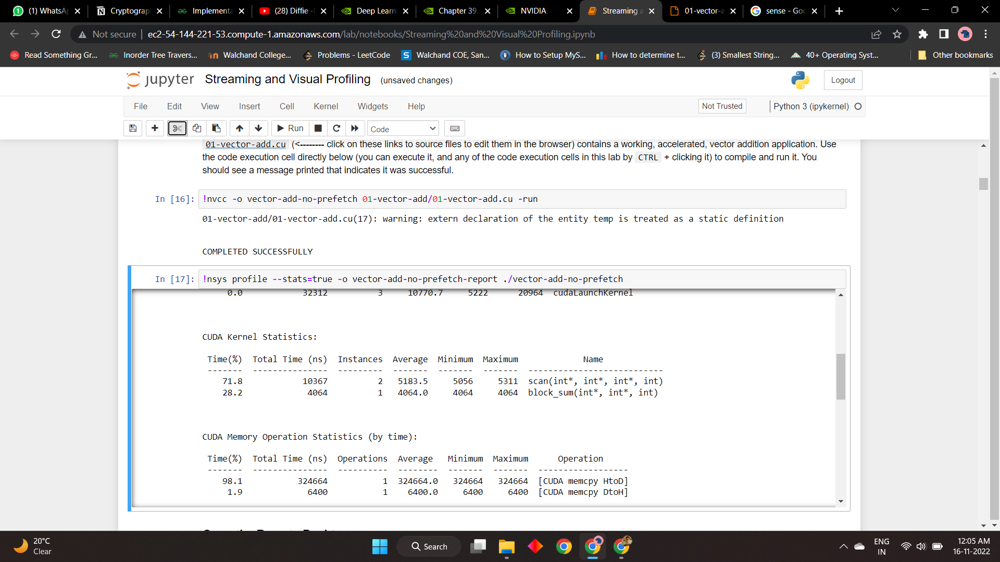 (1) WhatsA
Cryptograp
Implementa
(28) Diffie -
Deep Learn
Chapter 39.
NVIDIA
Streaming a
01-vector-a
sense - Goo
Not secure | ec2-54-144-221-53.compute-1.amazonaws.com/lab/notebooks/Streaming%20and%20Visual%20Profiling.ipynb
Read Something Gr...
Inorder Tree Travers...
Walchand College...
Problems - LeetCode
Walchand COE, San...
How to Setup MyS...
How to determine t...
(3) Smallest String...
40+ Operating Syst...
Other bookmarks
jupyter Streaming and Visual Profiling (unsaved changes)
Logout
File Edit View Insert Cell Kernel Widgets Help
Not Trusted
Python 3 (ipykernel)
Run
Code
01-vector-add.cu (<-------- click on these links to source files to edit them in the browser) contains a working, accelerated, vector addition application. Use
the code execution cell directly below (you can execute it, and any of the code execution cells in this lab by CTRL + clicking it) to compile and run it. You
should see a message printed that indicates it was successful.
In [16]: !nvcc -o vector-add-no-prefetch 01-vector-add/01-vector-add.cu -run
01-vector-add/01-vector-add.cu(17): warning: extern declaration of the entity temp is treated as a static definition
COMPLETED SUCCESSFULLY
In [17]: !nsys profile --stats=true -o vector-add-no-prefetch-report ./vector-add-no-prefetch
0.0 32312 3 10770.7 5222 20964 cudaLaunchKernel
CUDA Kernel Statistics:
Time(%) Total Time (ns) Instances Average Minimum Maximum Name
------- --------------- --------- ------- ------- ------- ---------------------------
71.8 10367 2 5183.5 5056 5311 scan(int*, int*, int*, int)
28.2 4064 1 4064.0 4064 4064 block_sum(int*, int*, int)
CUDA Memory Operation Statistics (by time):
Time(%) Total Time (ns) Operations Average Minimum Maximum Operation
------- --------------- ---------- -------- ------- ------- ------------------
98.1 324664 1 324664.0 324664 324664 [CUDA memcpy HtoD]
1.9 6400 1 6400.0 6400 6400 [CUDA memcpy DtoH]
20°C
Clear
Search
ENG
IN
12:05 AM
16-11-2022